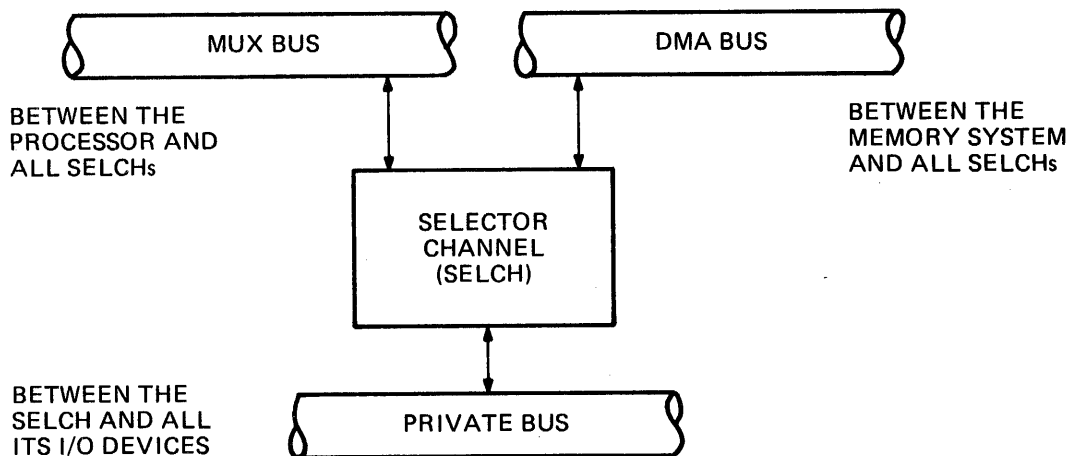 MUX BUS
DMA BUS
BETWEEN THE
PROCESSOR AND
ALL SELCHs
BETWEEN THE
MEMORY SYSTEM
AND ALL SELCHs
SELECTOR
CHANNEL
(SELCH)
BETWEEN THE
SELCH AND ALL
ITS I/O DEVICES
PRIVATE BUS